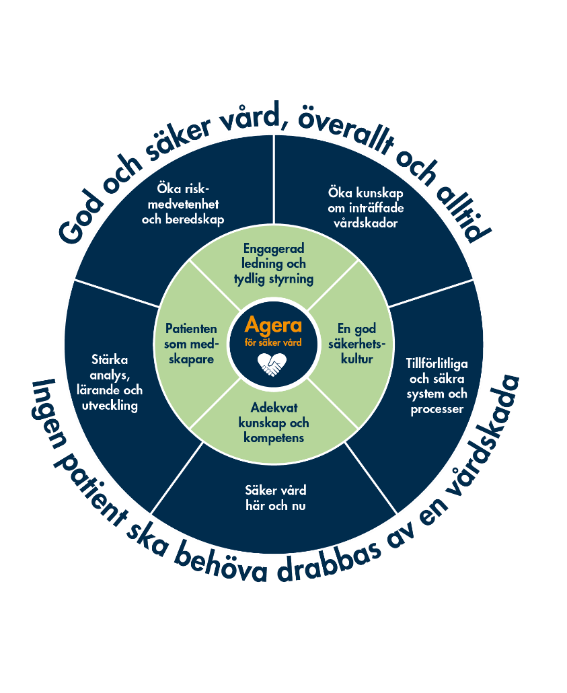 God och säker vård, överallt och alltid
Öka risk-
medvetenhet
och beredskap
Öka kunskap
om inträffade
vårdskador
Engagerad
ledning och
tydlig styrning
Patienten
som med-
skapare
Agera
för säker vård
En god
säkerhets-
kultur
Stärka
analys,
lärande och
utveckling
Tillförlitliga
och säkra
system och
processer
Adekvat
kunskap och
kompetens
Säker vård
här och nu
Ingen patient ska behöva drabbas av en vårdskada